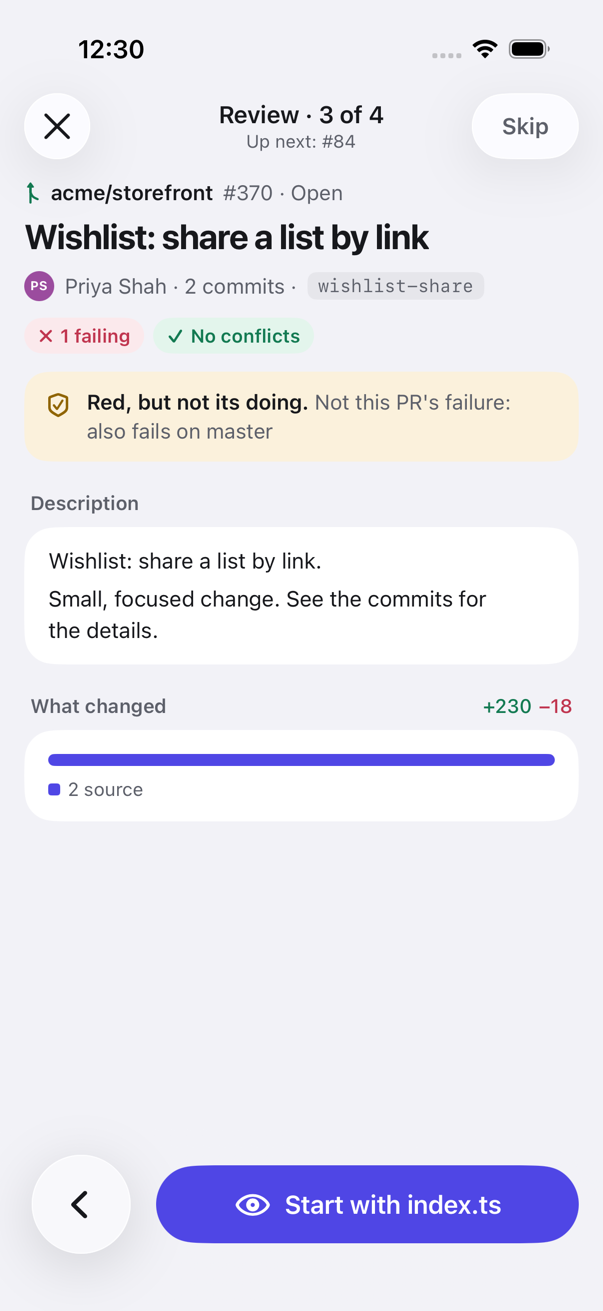 12:30
Review · 3 of 4
Up next: #84
Skip
acme/storefront #370 · Open
Wishlist: share a list by link
PS Priya Shah · 2 commits · wishlist-share
1 failing No conflicts
Red, but not its doing. Not this PR's failure:
also fails on master
Description
Wishlist: share a list by link.
Small, focused change. See the commits for
the details.
What changed +230 −18
2 source
Start with index.ts